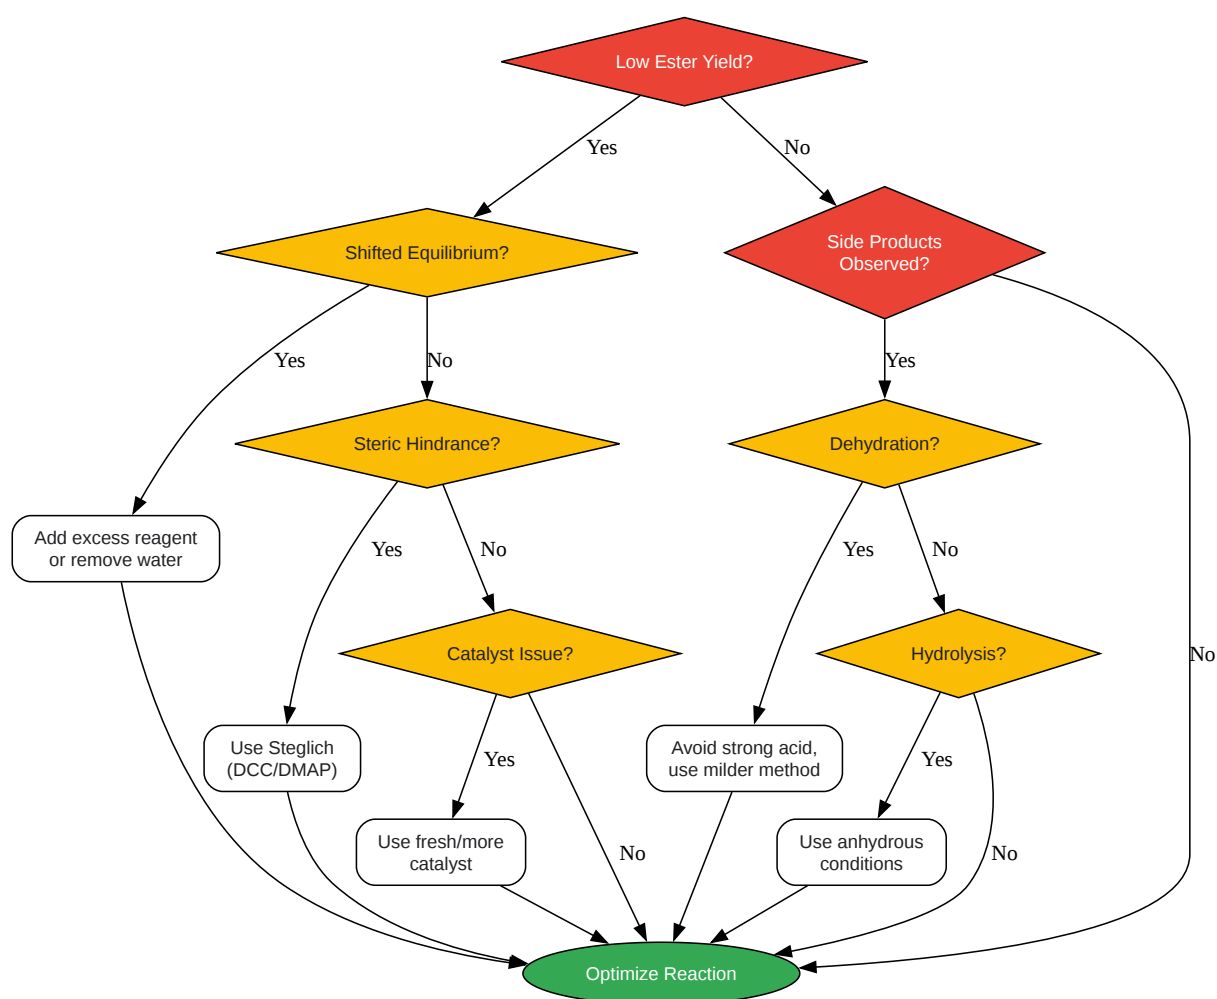 Low Ester Yield?
Yes
No
Shifted Equilibrium?
Side Products
Observed?
Yes
No
Yes
Steric Hindrance?
Dehydration?
Add excess reagent
or remove water
Yes
No
Yes
No
Catalyst Issue?
Hydrolysis?
No
Use Steglich
(DCC/DMAP)
Yes
Avoid strong acid,
use milder method
Yes
Use fresh/more
catalyst
No
Use anhydrous
conditions
No
Optimize Reaction